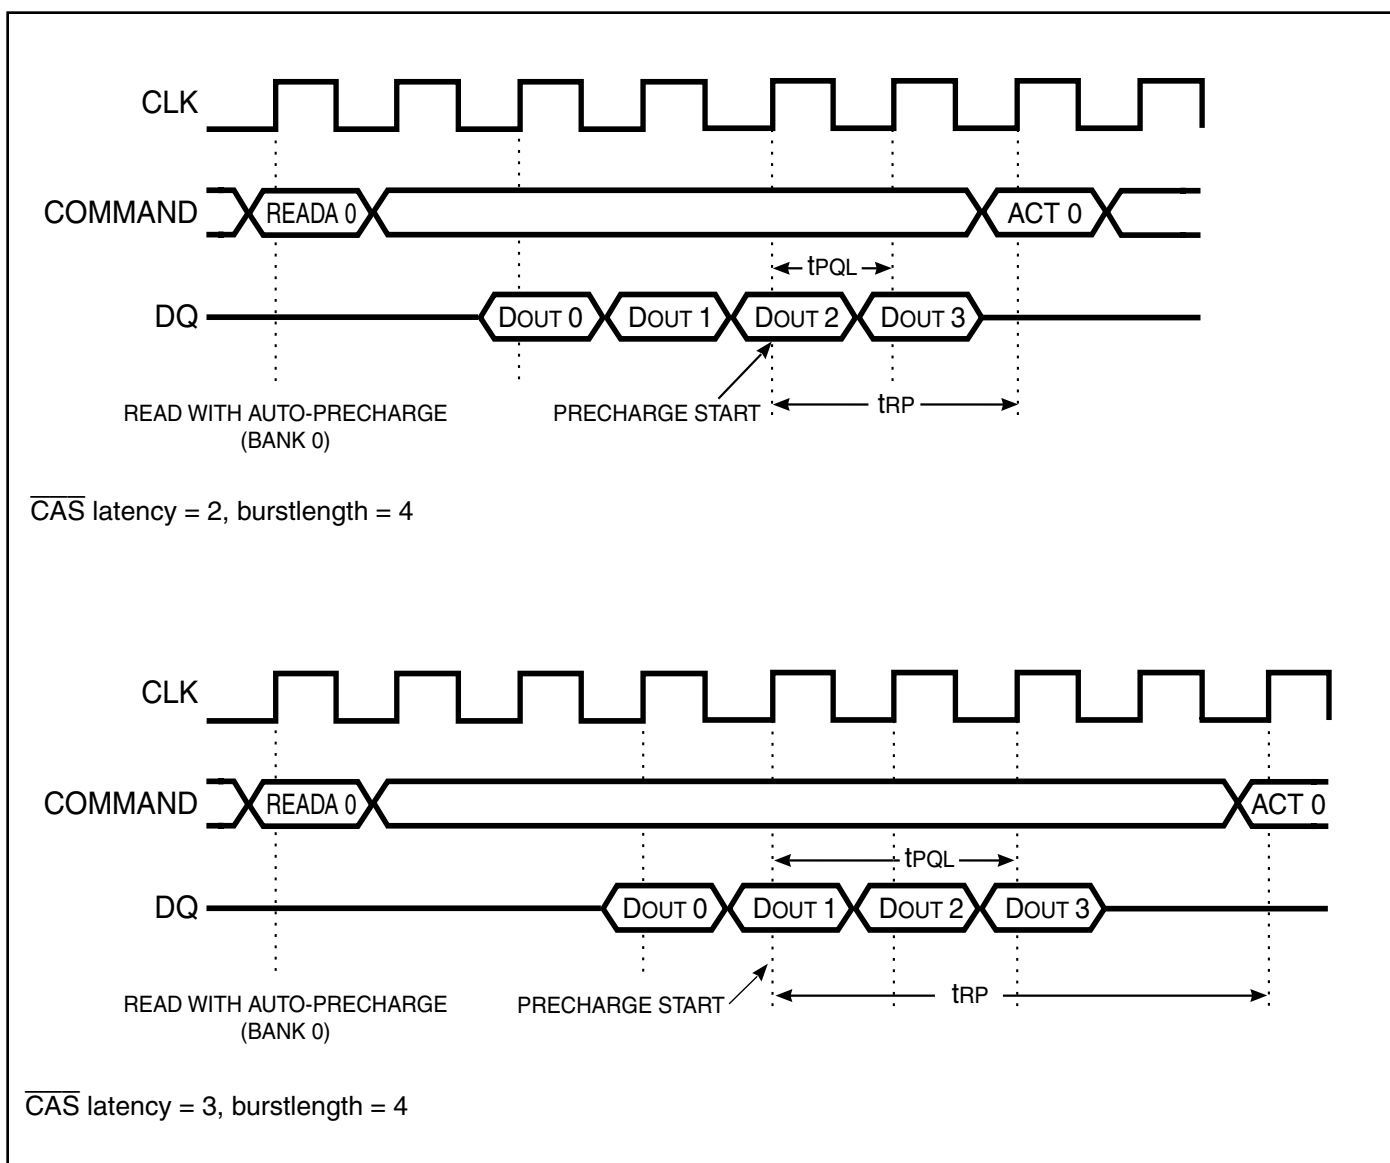 CLK
COMMAND READA 0 ACT 0
tPQL
DQ DOUT 0 DOUT 1 DOUT 2 DOUT 3
READ WITH AUTO-PRECHARGE PRECHARGE START tRP
(BANK 0)
CAS latency = 2, burstlength = 4
CLK
COMMAND READA 0 ACT 0
tPQL
DQ DOUT 0 DOUT 1 DOUT 2 DOUT 3
READ WITH AUTO-PRECHARGE PRECHARGE START tRP
(BANK 0)
CAS latency = 3, burstlength = 4